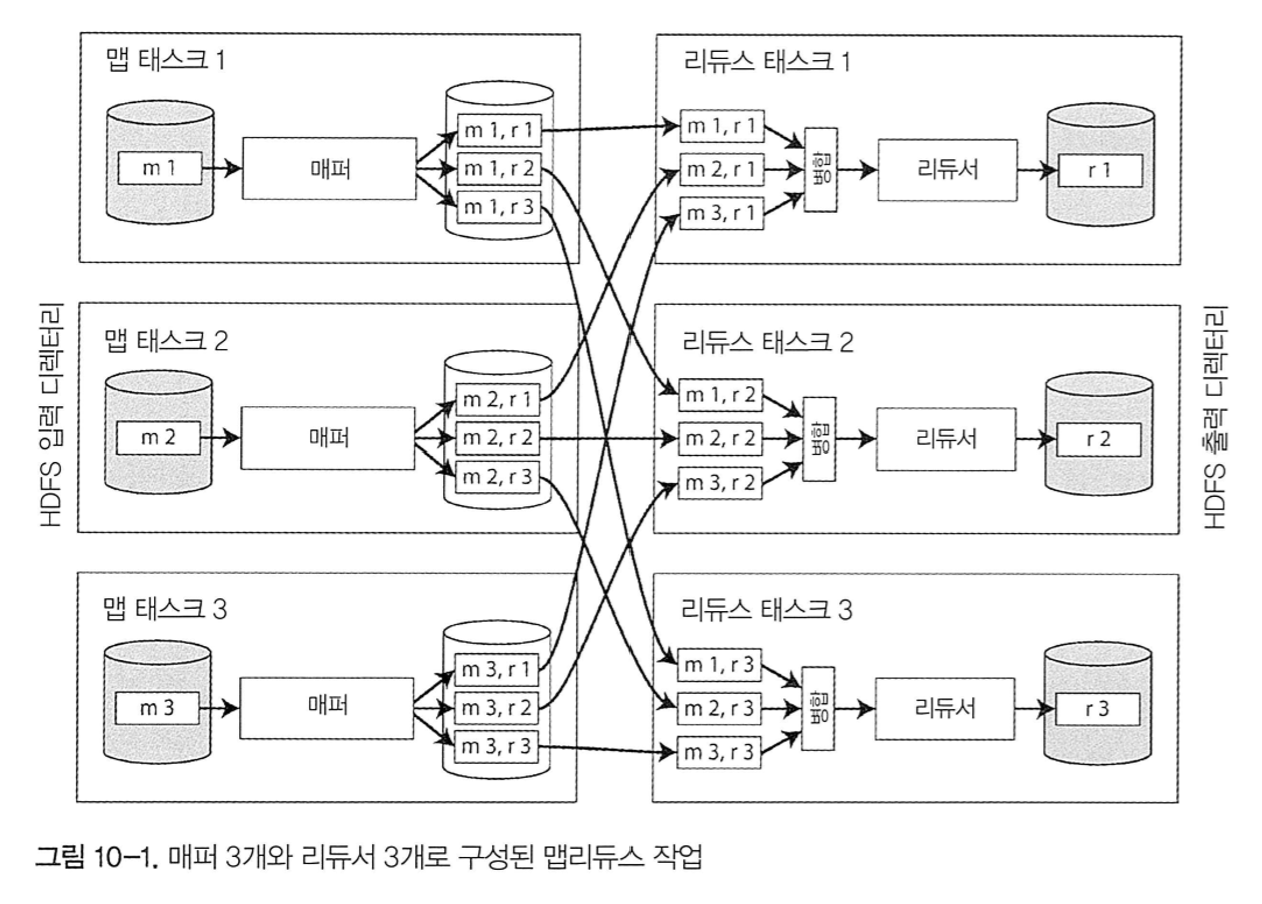 맵 태스크 1
m 1
매퍼
m 1, r 1
m 1, r 2
m 1, r 3
리듀스 태스크 1
m 1, r 1
m 2, r 1
m 3, r 1
병합
리듀서
r 1
HDFS 입력 디렉터리
맵 태스크 2
m 2
매퍼
m 2, r 1
m 2, r 2
m 2, r 3
리듀스 태스크 2
m 1, r 2
m 2, r 2
m 3, r 2
병합
리듀서
r 2
HDFS 출력 디렉터리
맵 태스크 3
m 3
매퍼
m 3, r 1
m 3, r 2
m 3, r 3
리듀스 태스크 3
m 1, r 3
m 2, r 3
m 3, r 3
병합
리듀서
r 3
그림 10-1. 매퍼 3개와 리듀서 3개로 구성된 맵리듀스 작업